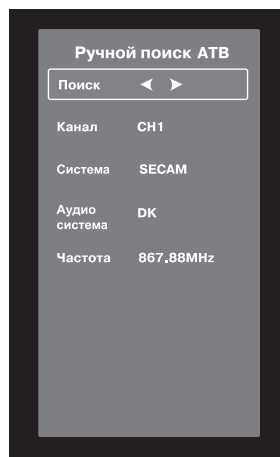 Ручной поиск АТВ
Поиск
Канал CH1
Система SECAM
Аудио
система DK
Частота 867.88MHz